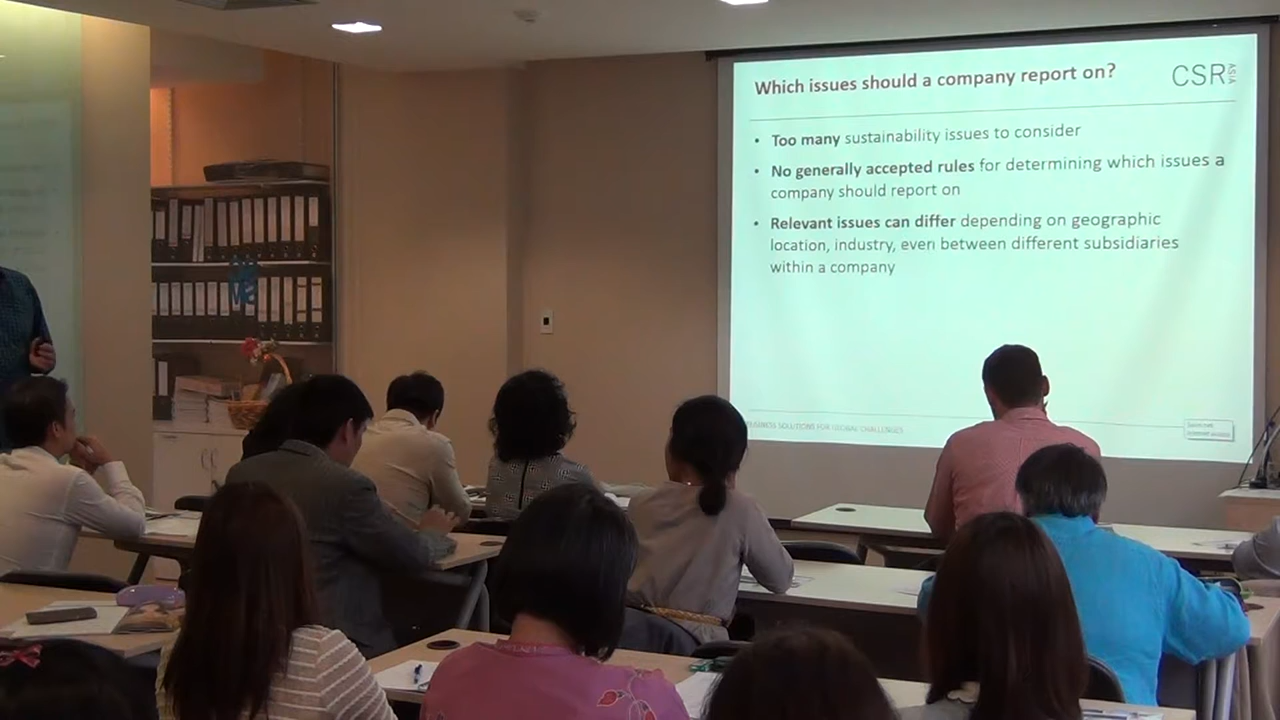 Which issues should a company report on?
CSR ASIA
• Too many sustainability issues to consider
• No generally accepted rules for determining which issues a
company should report on
• Relevant issues can differ depending on geographic
location, industry, even between different subsidiaries
within a company
BUSINESS SOLUTIONS FOR GLOBAL CHALLENGES